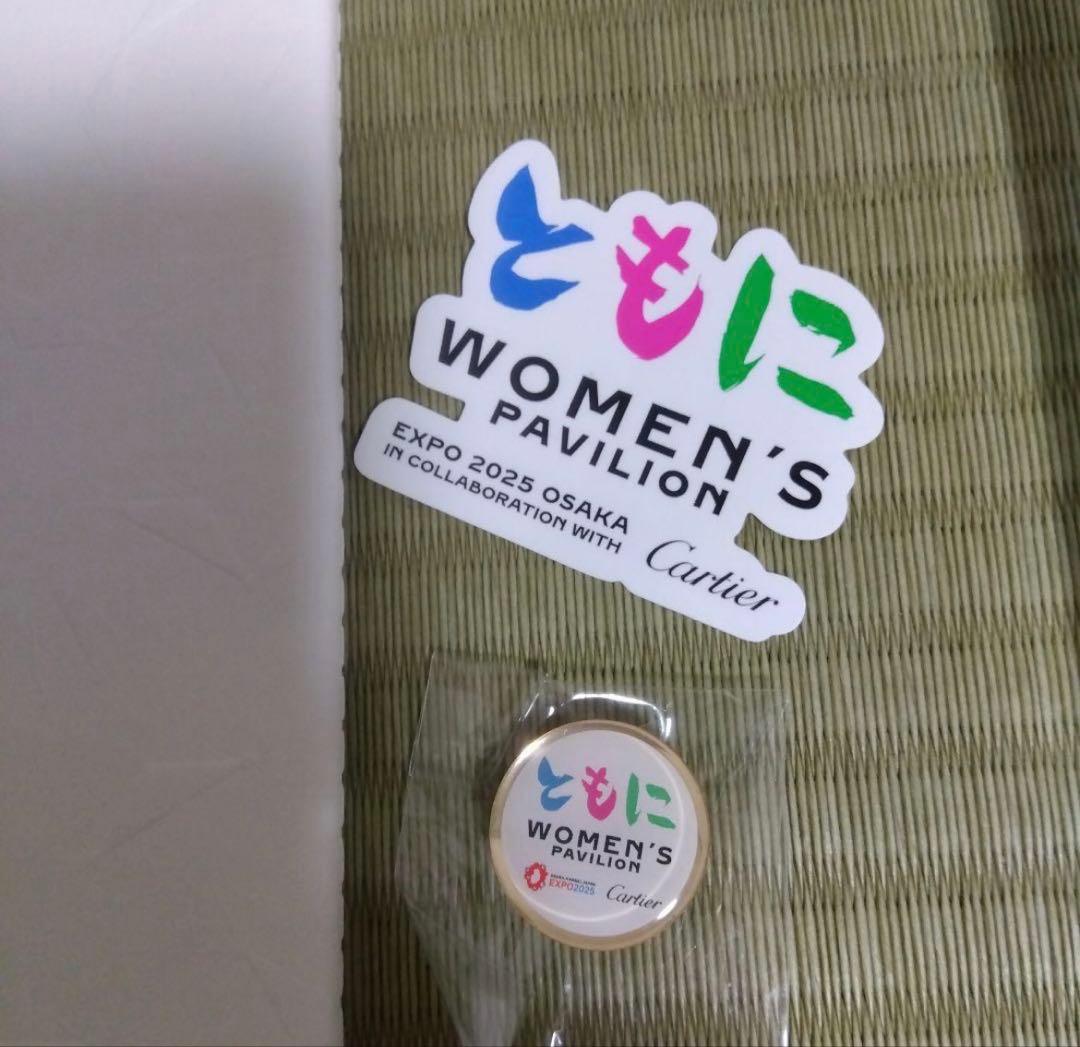 ともに
WOMEN'S
PAVILION
EXPO 2025 OSAKA
IN COLLABORATION WITH
Cartier
ともに
WOMEN'S
PAVILION
EXPO2025
Cartier